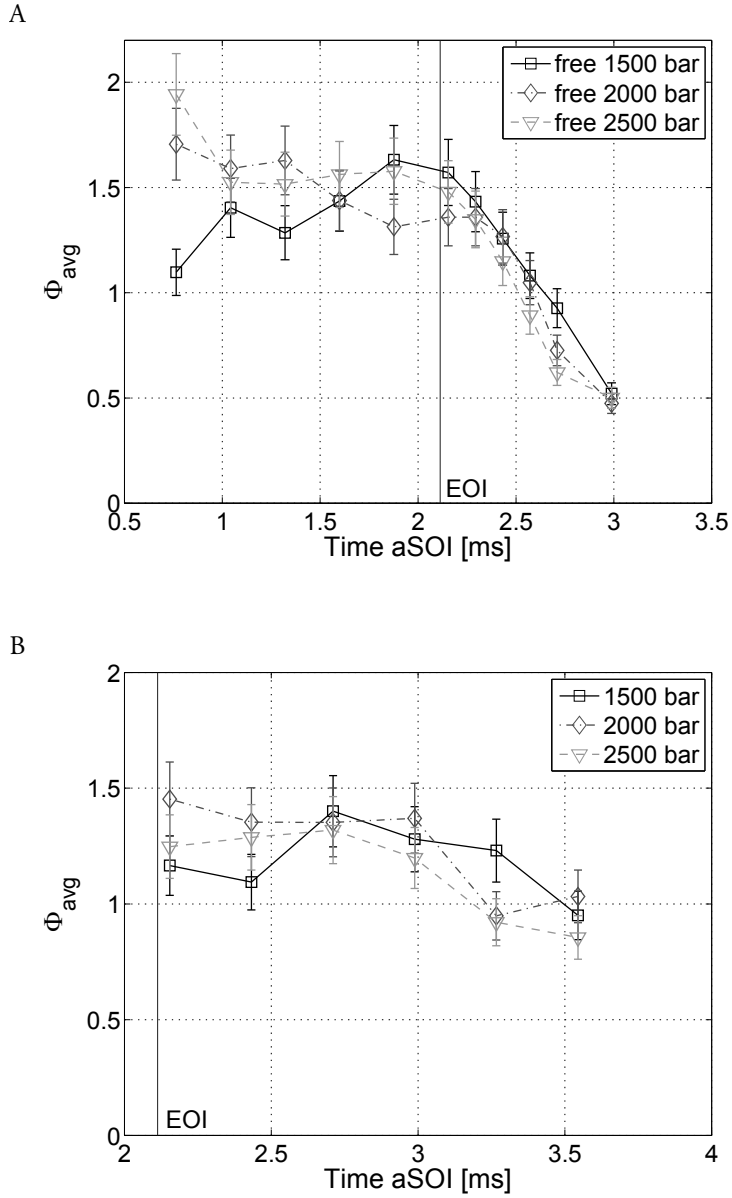 A
free 1500 bar
free 2000 bar
free 2500 bar
2
1.5
1
0.5
0
Φavg
EOI
0.5 1 1.5 2 2.5 3 3.5
Time aSOI [ms]
B
1500 bar
2000 bar
2500 bar
2
1.5
1
0.5
0
Φavg
EOI
2 2.5 3 3.5 4
Time aSOI [ms]